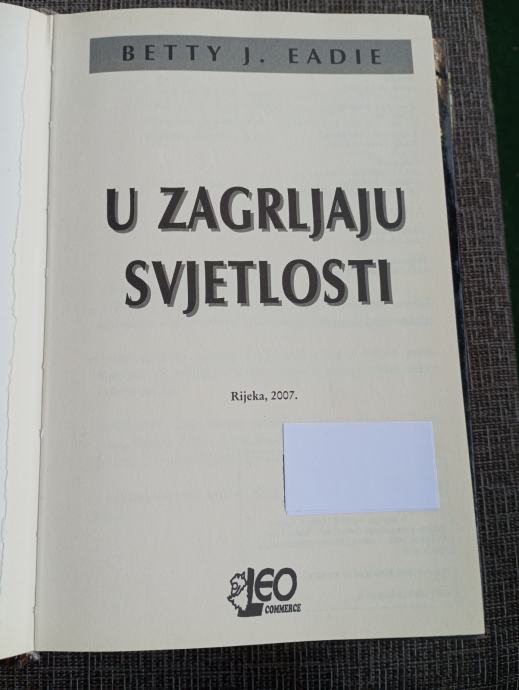 BETTY J. EADIE
U ZAGRLJAJU
SVJETLOSTI
Rijeka, 2007.
LEO
COMMERCE